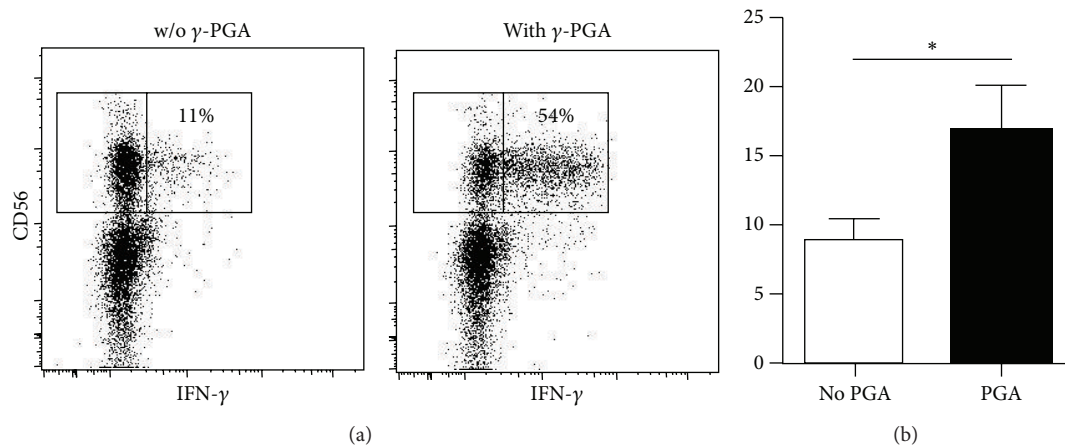 w/o γ-PGA
With γ-PGA
11%
54%
CD56
IFN-γ
IFN-γ
(a)
25
20
15
10
5
0
*
No PGA
PGA
(b)